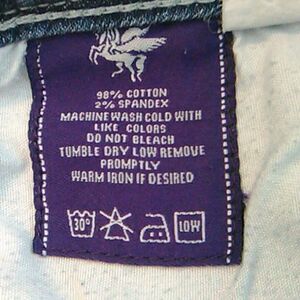 98% COTTON
2% SPANDEX
MACHINE WASH COLD WITH
LIKE COLORS
DO NOT BLEACH
TUMBLE DRY LOW REMOVE
PROMPTLY
WARM IRON IF DESIRED
30° LOW